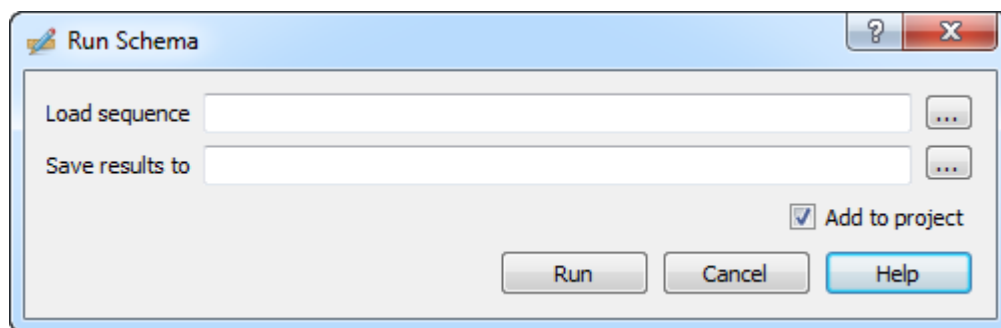 Run Schema
Load sequence ...
Save results to ...
Add to project
Run Cancel Help